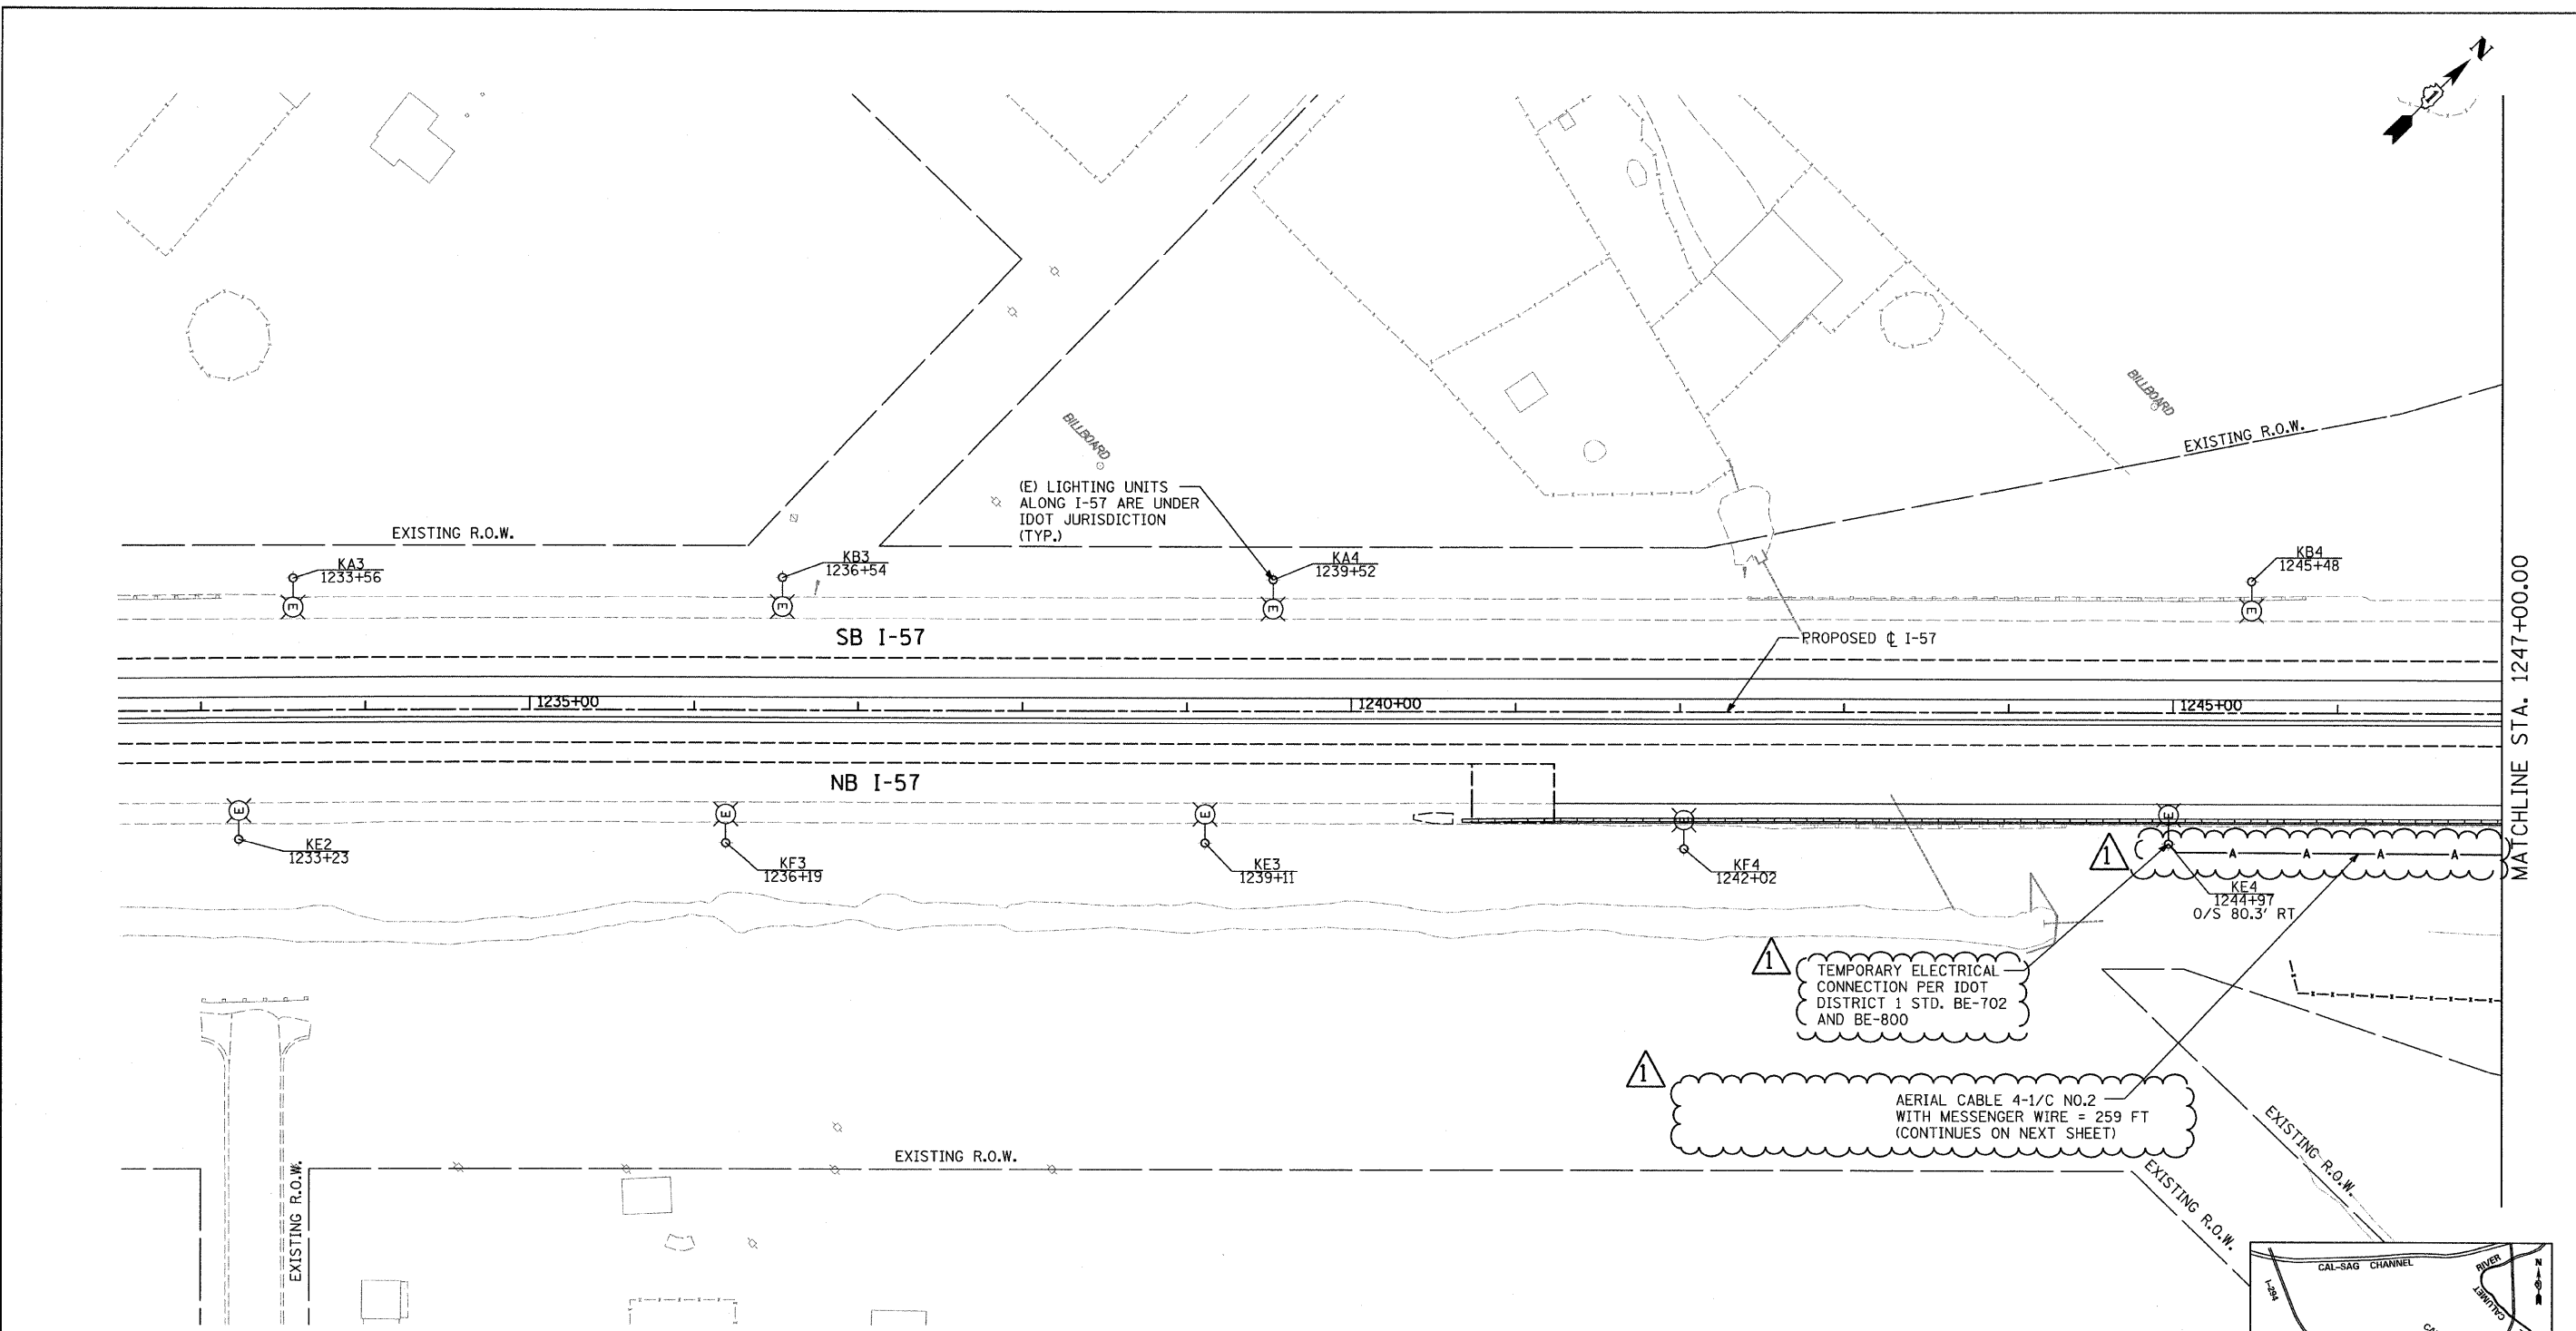 N
1
BILLBOARD
BILLBOARD
EXISTING R.O.W.
(E) LIGHTING UNITS
ALONG I-57 ARE UNDER
IDOT JURISDICTION
(TYP.)
EXISTING R.O.W.
KA3
1233+56
KB3
1236+54
KA4
1239+52
KB4
1245+48
E
E
E
E
SB I-57
PROPOSED ℄ I-57
1235+00
1240+00
1245+00
MATCHLINE STA. 1247+00.00
NB I-57
E
E
E
E
E
KE2
1233+23
KF3
1236+19
KE3
1239+11
KF4
1242+02
1
A A A A
KE4
1244+97
O/S 80.3' RT
1
TEMPORARY ELECTRICAL
CONNECTION PER IDOT
DISTRICT 1 STD. BE-702
AND BE-800
1
AERIAL CABLE 4-1/C NO.2
WITH MESSENGER WIRE = 259 FT
(CONTINUES ON NEXT SHEET)
EXISTING R.O.W.
EXISTING R.O.W.
EXISTING R.O.W.
EXISTING R.O.W.
CAL-SAG CHANNEL
RIVER
CALUMET
I-294
N